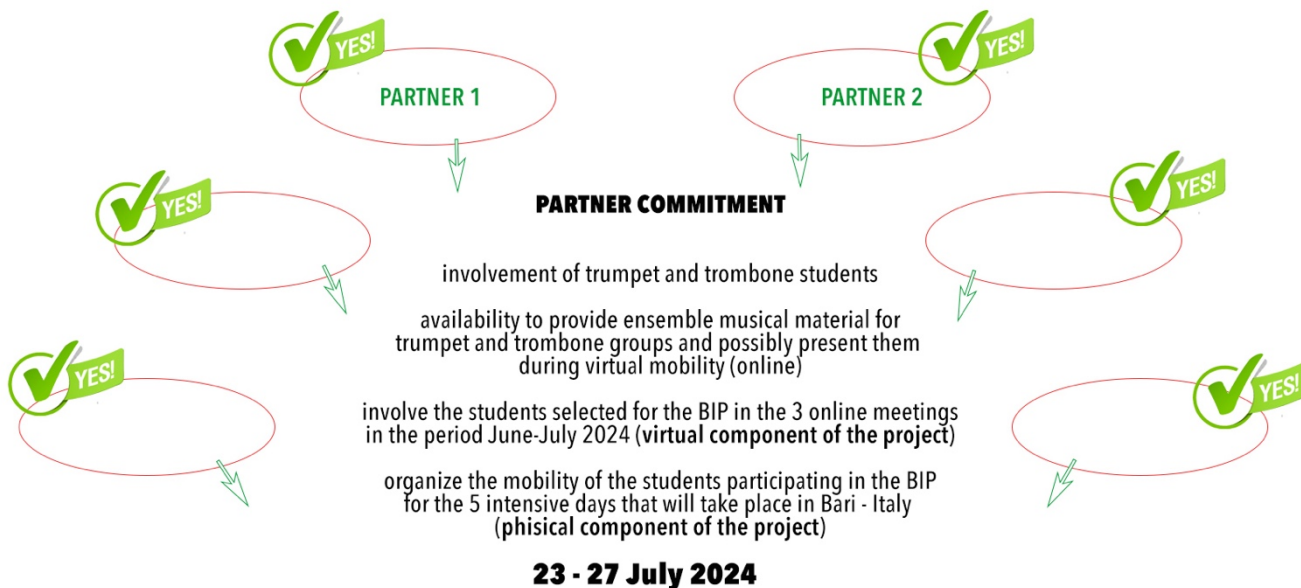 YES!
YES!
PARTNER 1
PARTNER 2
YES!
YES!
PARTNER COMMITMENT
involvement of trumpet and trombone students
availability to provide ensemble musical material for
trumpet and trombone groups and possibly present them
during virtual mobility (online)
YES!
YES!
involve the students selected for the BIP in the 3 online meetings
in the period June-July 2024 (virtual component of the project)
organize the mobility of the students participating in the BIP
for the 5 intensive days that will take place in Bari - Italy
(phisical component of the project)
23 - 27 July 2024